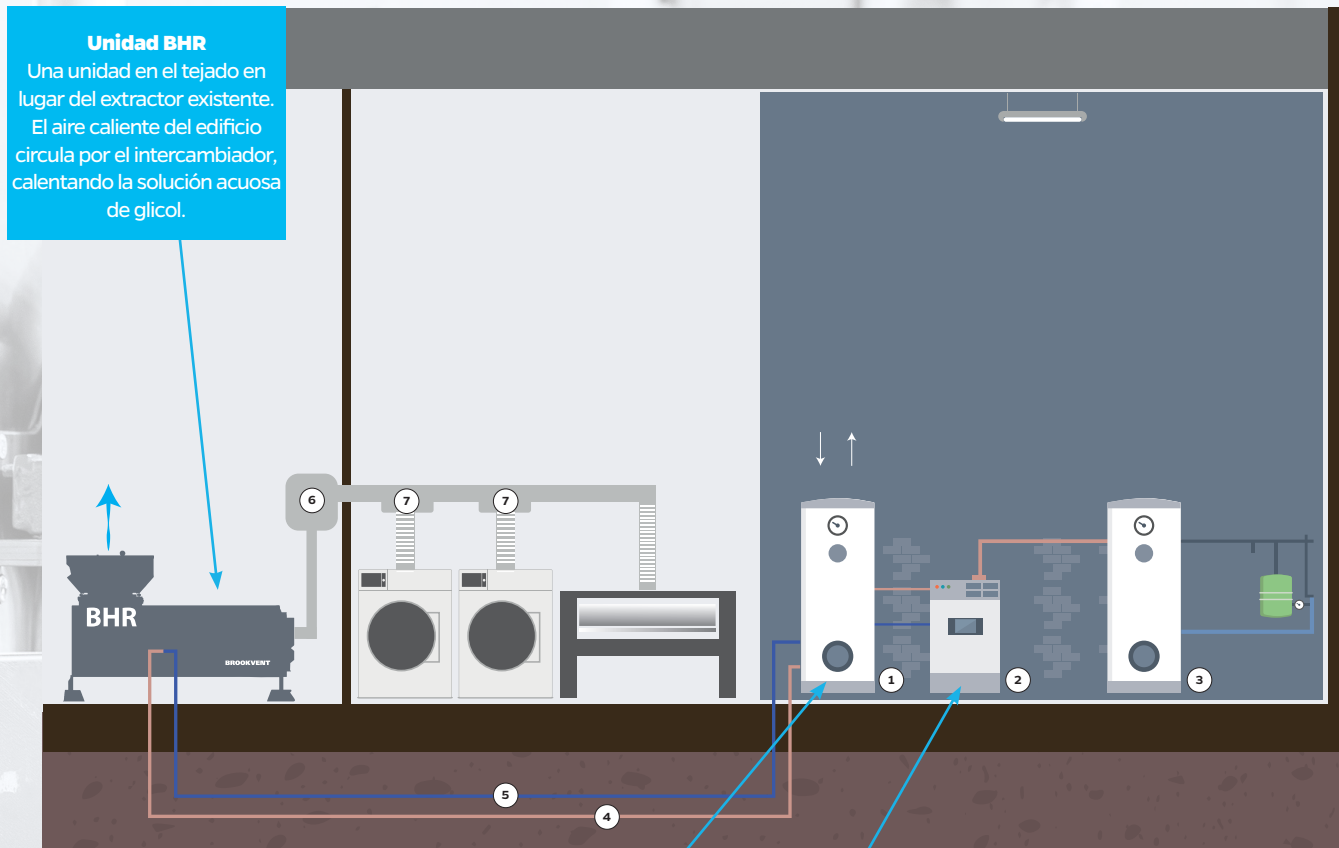 Unidad BHR
Una unidad en el tejado en
lugar del extractor existente.
El aire caliente del edificio
circula por el intercambiador,
calentando la solución acuosa
de glicol.
6
7
7
BHR
BROOKVENT
1
2
3
5
4